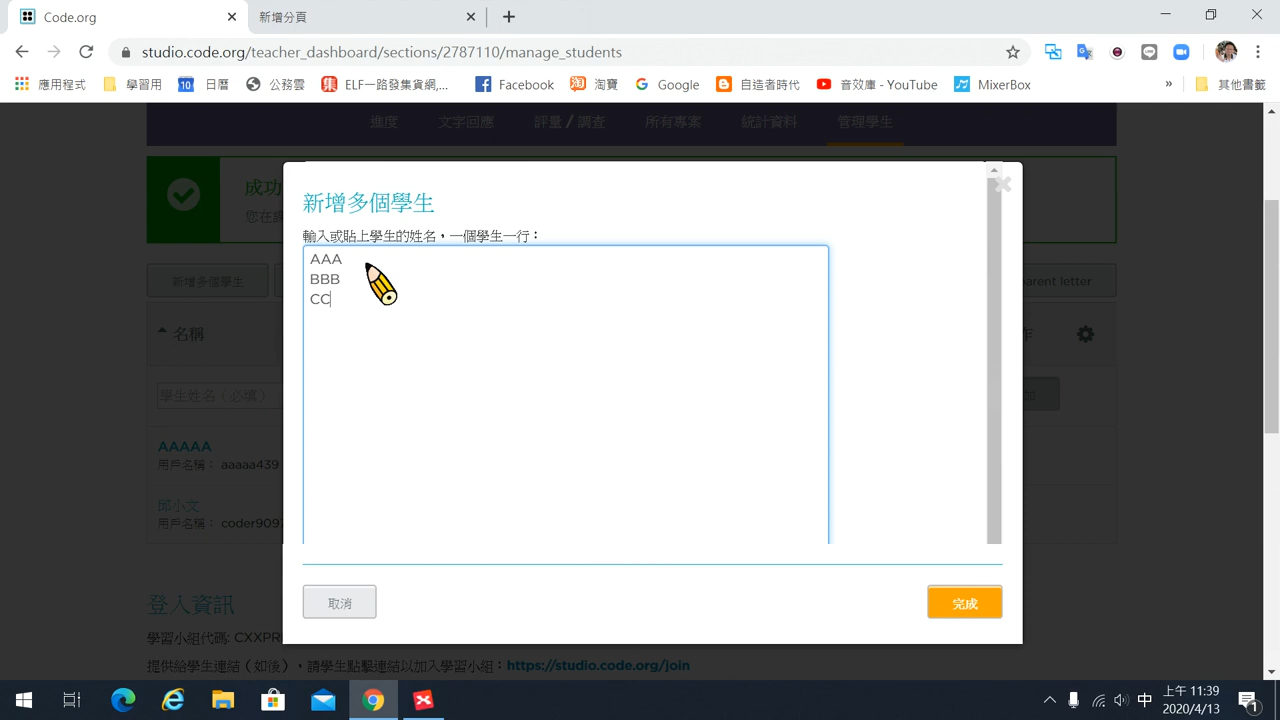 Code.org
新增分頁
studio.code.org/teacher_dashboard/sections/2787110/manage_students
應用程式
學習用
10
日曆
公務雲
集
ELF一路發集貨網,...
Facebook
淘
淘寶
Google
自造者時代
音效庫 - YouTube
MixerBox
»
其他書籤
進度
文字回應
評量 / 調查
所有專案
統計資料
管理學生
成功
新增多個學生
輸入或貼上學生的姓名，一個學生一行：
AAA
BBB
CC
新增多個學生
arent letter
名稱
作
學生姓名（必填）
AAAAA
用戶名稱： aaaaa439
邱小文
用戶名稱： coder909
取消
完成
登入資訊
學習小組代碼: CXXPR
提供給學生連結（如後），請學生點擊連結以加入學習小組：https://studio.code.org/join
中
上午 11:39
2020/4/13
1